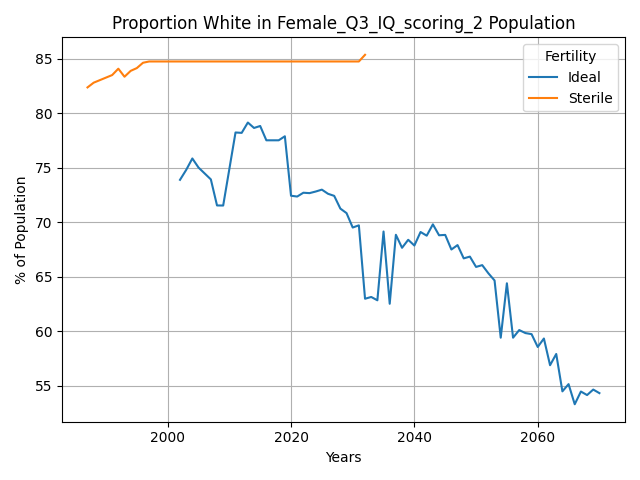 Proportion White in Female_Q3_IQ_scoring_2 Population
% of Population
85
80
75
70
65
60
55
Fertility
Ideal
Sterile
2000
2020
2040
2060
Years